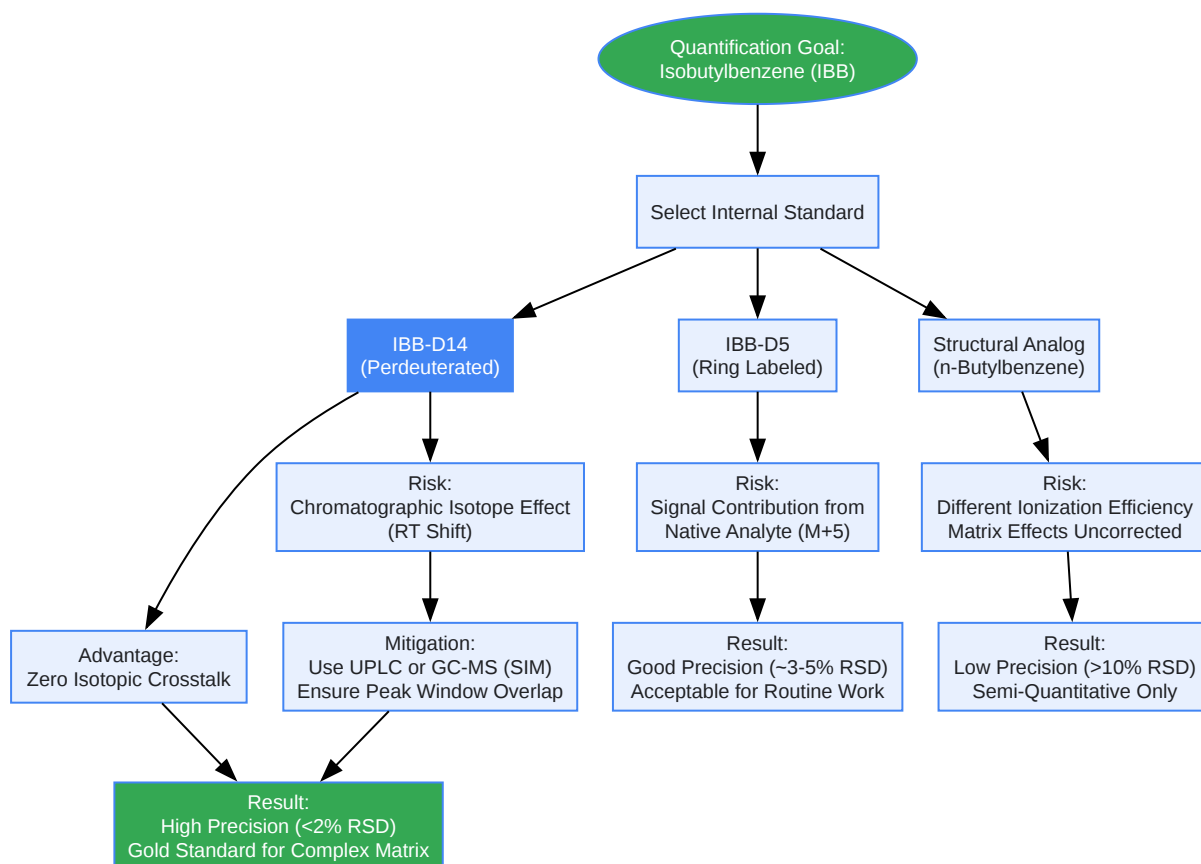 Quantification Goal:
Isobutylbenzene (IBB)
Select Internal Standard
IBB-D14
(Perdeuterated)
IBB-D5
(Ring Labeled)
Structural Analog
(n-Butylbenzene)
Risk:
Chromatographic Isotope Effect
(RT Shift)
Risk:
Signal Contribution from
Native Analyte (M+5)
Risk:
Different Ionization Efficiency
Matrix Effects Uncorrected
Advantage:
Zero Isotopic Crosstalk
Mitigation:
Use UPLC or GC-MS (SIM)
Ensure Peak Window Overlap
Result:
Good Precision (~3-5% RSD)
Acceptable for Routine Work
Result:
Low Precision (>10% RSD)
Semi-Quantitative Only
Result:
High Precision (<2% RSD)
Gold Standard for Complex Matrix